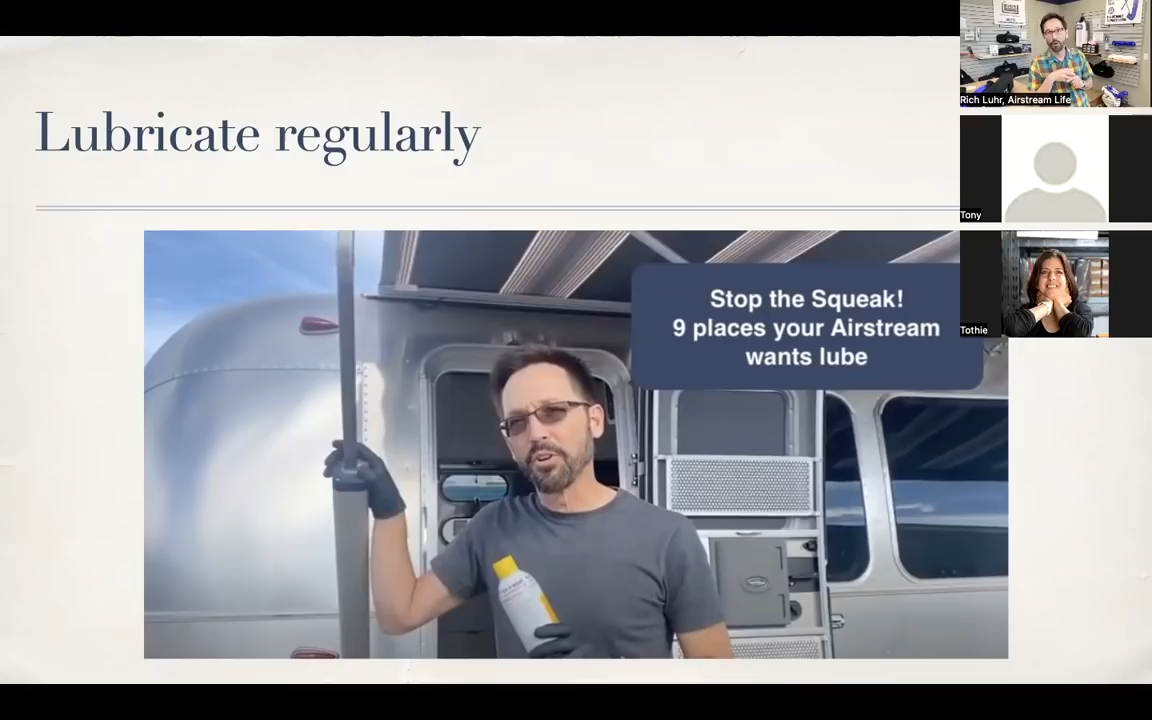 Lubricate regularly
Stop the Squeak!
9 places your Airstream
wants lube
Rich Luhr, Airstream Life
Tony
Tothie